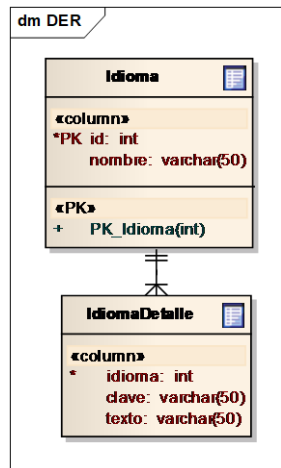 dm DER
Idioma
«column»
*PK id: int
nombre: varchar(50)
«PK»
+ PK_Idioma(int)
IdiomaDetalle
«column»
* idioma: int
clave: varchar(50)
texto: varchar(50)